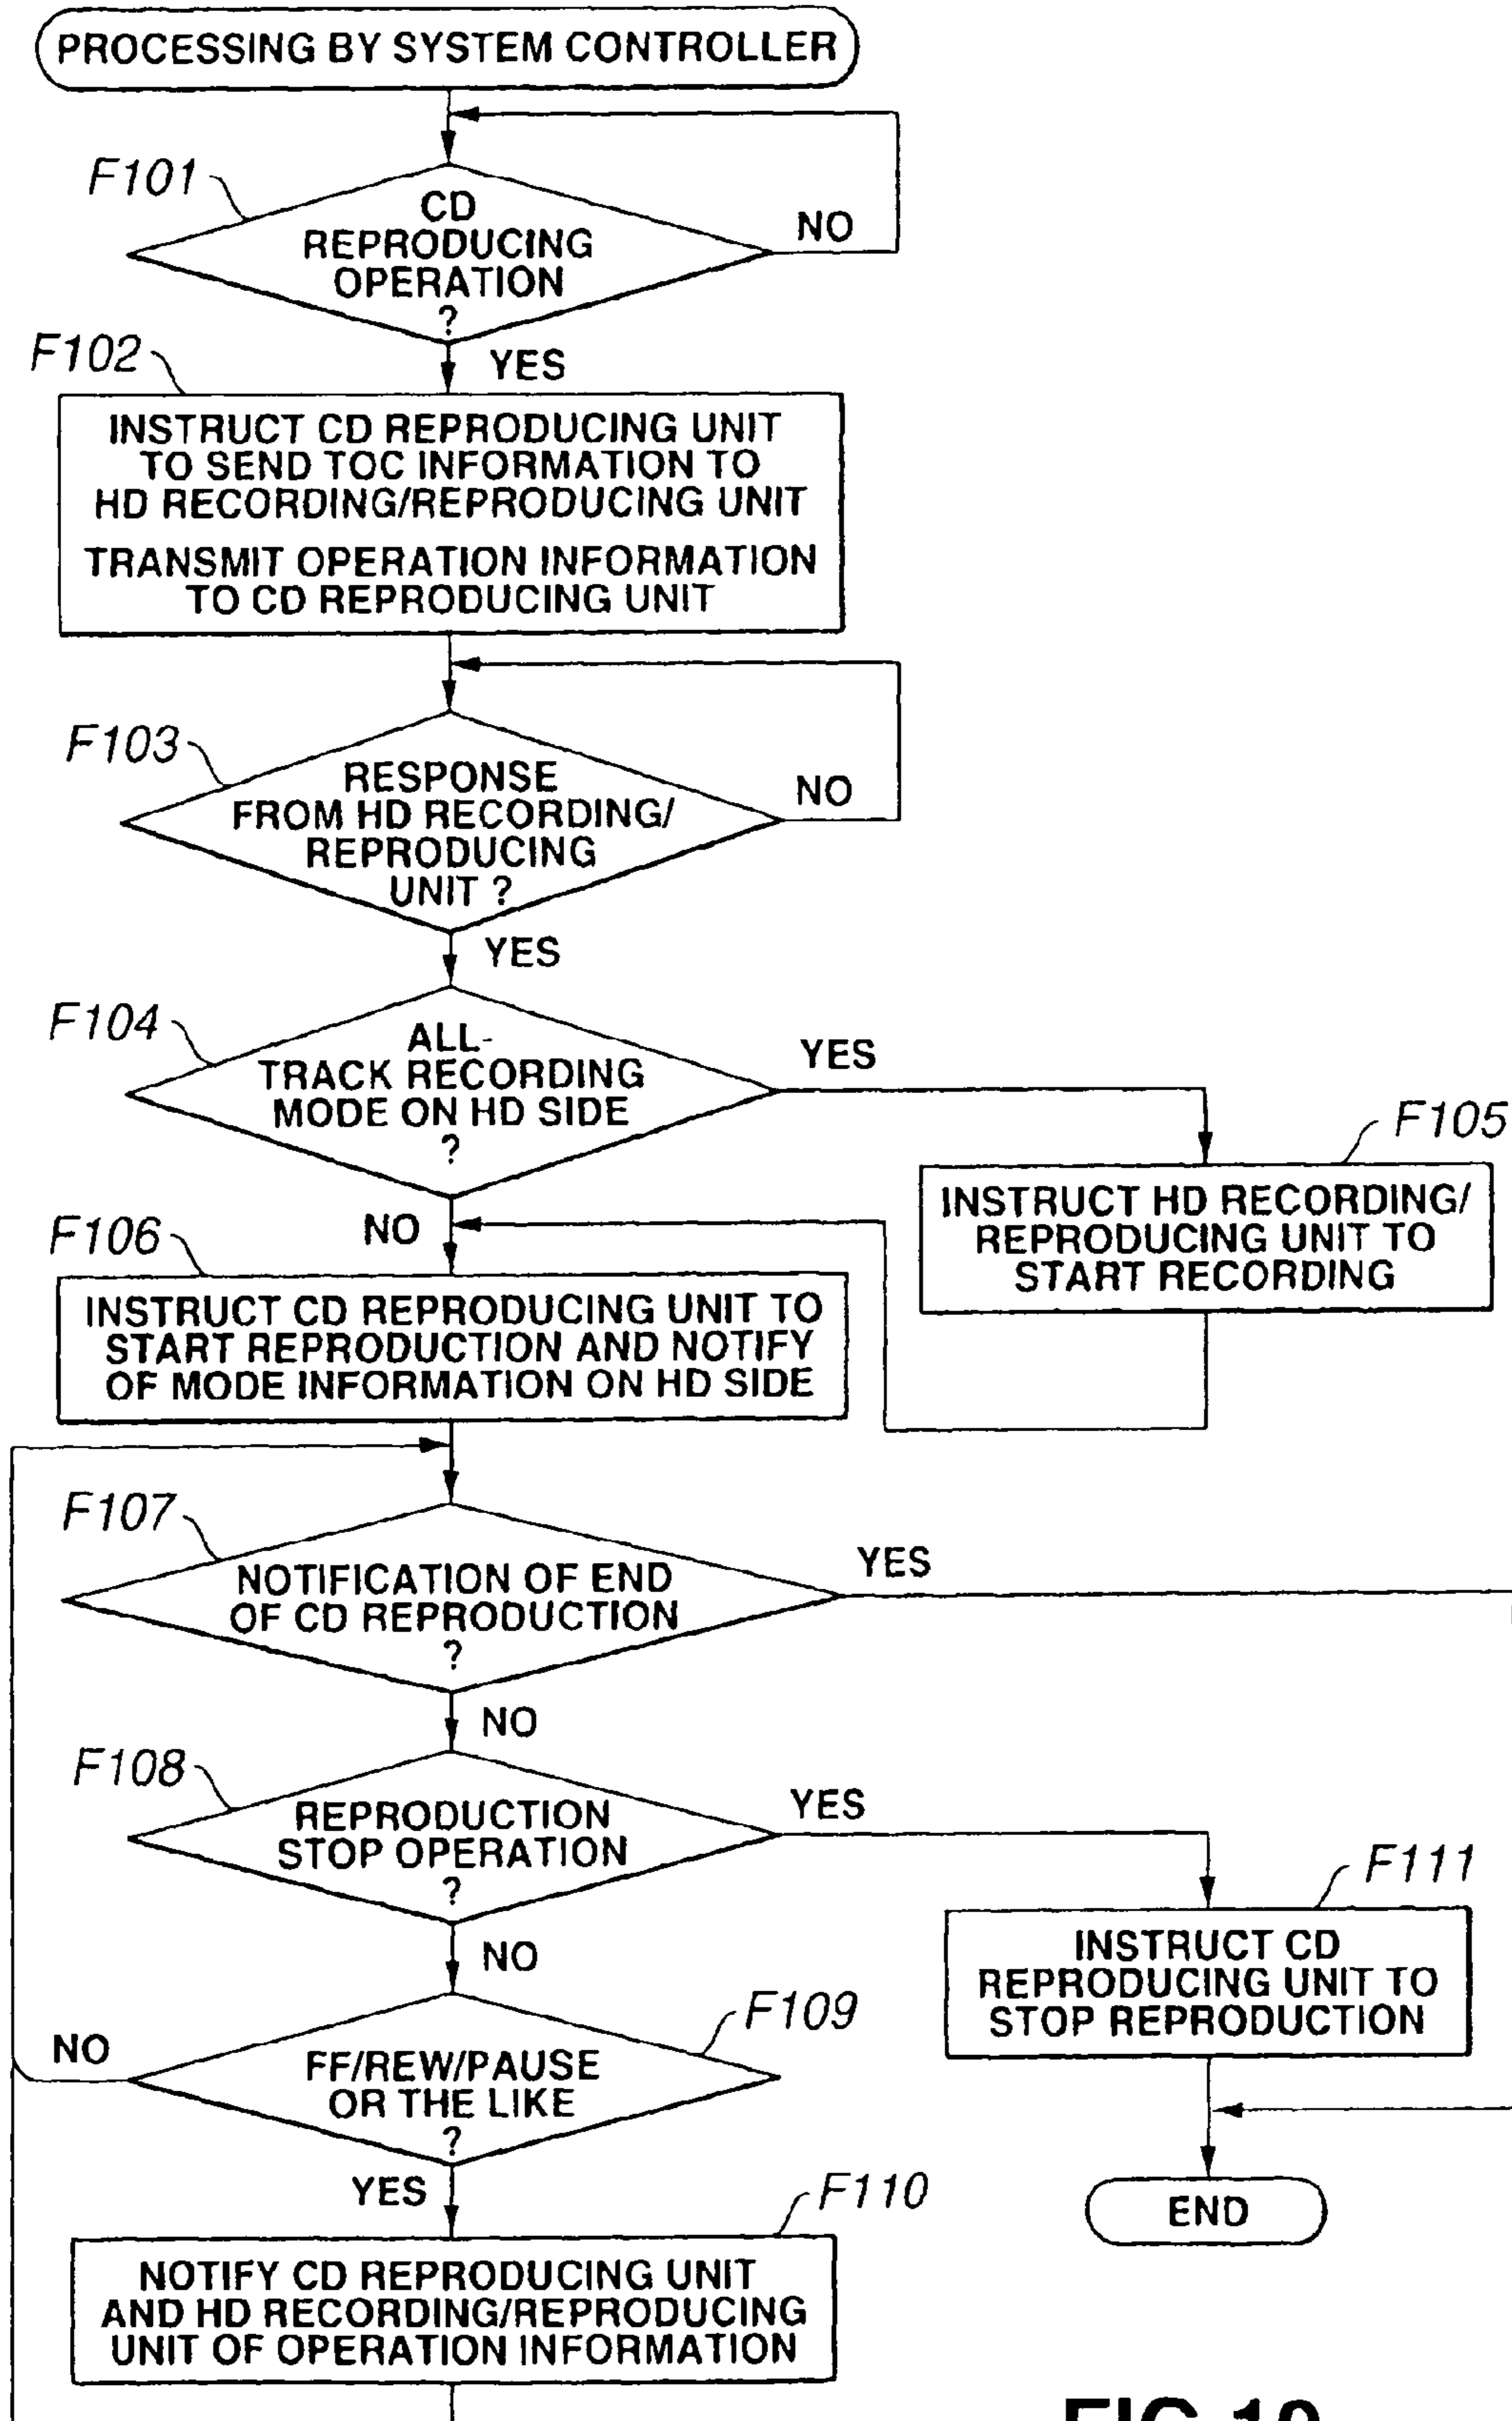 PROCESSING BY SYSTEM CONTROLLER
F101
CD
REPRODUCING
OPERATION
?
NO
YES
F102
INSTRUCT CD REPRODUCING UNIT
TO SEND TOC INFORMATION TO
HD RECORDING/REPRODUCING UNIT
TRANSMIT OPERATION INFORMATION
TO CD REPRODUCING UNIT
F103
RESPONSE
FROM HD RECORDING/
REPRODUCING
UNIT ?
NO
YES
F104
ALL-
TRACK RECORDING
MODE ON HD SIDE
?
YES
F105
INSTRUCT HD RECORDING/
REPRODUCING UNIT TO
START RECORDING
NO
F106
INSTRUCT CD REPRODUCING UNIT TO
START REPRODUCTION AND NOTIFY
OF MODE INFORMATION ON HD SIDE
F107
NOTIFICATION OF END
OF CD REPRODUCTION
?
YES
NO
F108
REPRODUCTION
STOP OPERATION
?
YES
F111
INSTRUCT CD
REPRODUCING UNIT TO
STOP REPRODUCTION
NO
F109
FF/REW/PAUSE
OR THE LIKE
?
NO
YES
END
F110
NOTIFY CD REPRODUCING UNIT
AND HD RECORDING/REPRODUCING
UNIT OF OPERATION INFORMATION